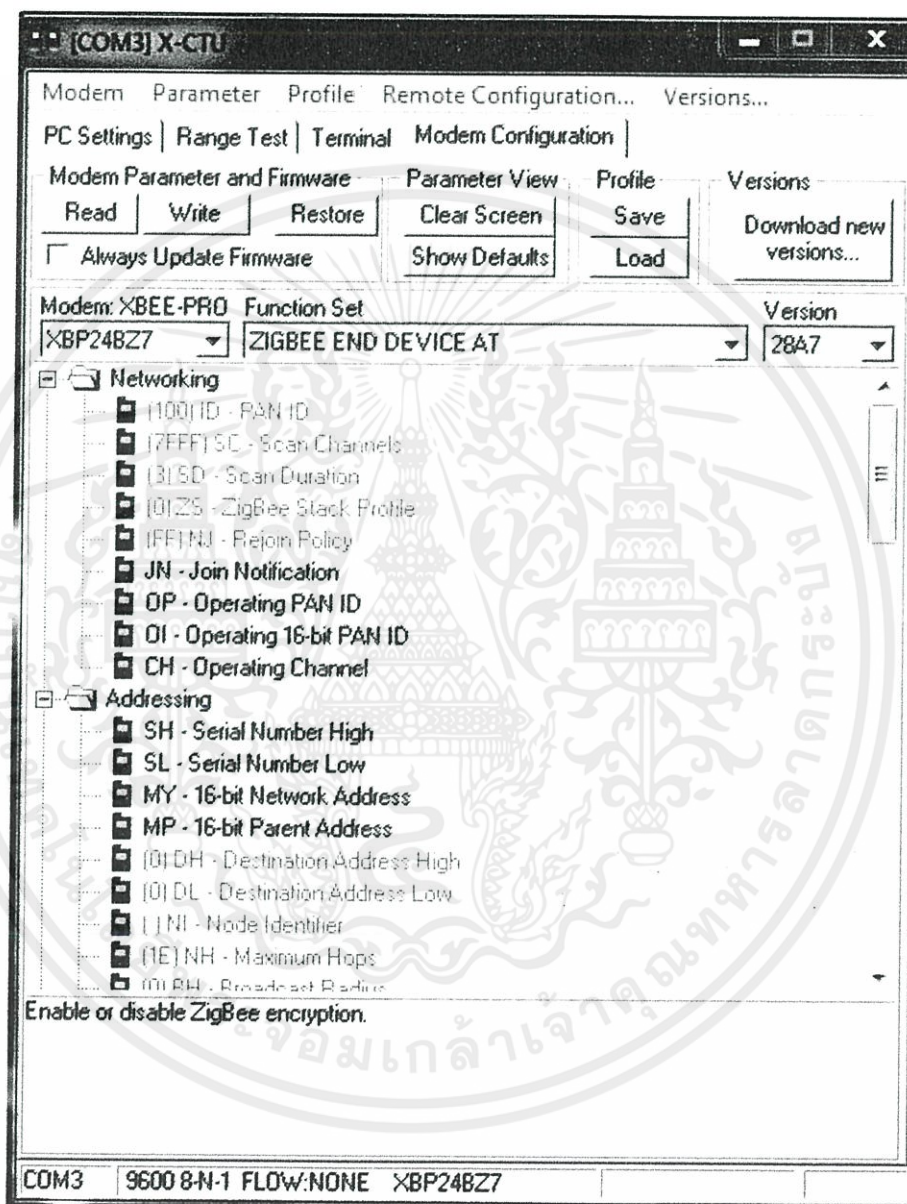 [COM3] X-CTU
Modem Parameter Profile Remote Configuration... Versions...
PC Settings Range Test Terminal Modem Configuration
Modem Parameter and Firmware Parameter View Profile Versions
Read Write Restore Clear Screen Save Download new versions...
Always Update Firmware Show Defaults Load
Modem: XBEE-PRO Function Set Version
XBP24BZ7 ZIGBEE END DEVICE AT 28A7
Networking
(100) ID - PAN ID
(7FFF) SC - Scan Channels
(3) SD - Scan Duration
(0) ZS - ZigBee Stack Profile
(FF) NJ - Rejoin Policy
JN - Join Notification
OP - Operating PAN ID
OI - Operating 16-bit PAN ID
CH - Operating Channel
Addressing
SH - Serial Number High
SL - Serial Number Low
MY - 16-bit Network Address
MP - 16-bit Parent Address
(0) DH - Destination Address High
(0) DL - Destination Address Low
( ) NI - Node Identifier
(1E) NH - Maximum Hops
(0) BH - Broadcast Radius
Enable or disable ZigBee encryption.
COM3 9600 8-N-1 FLOW:NONE XBP24BZ7